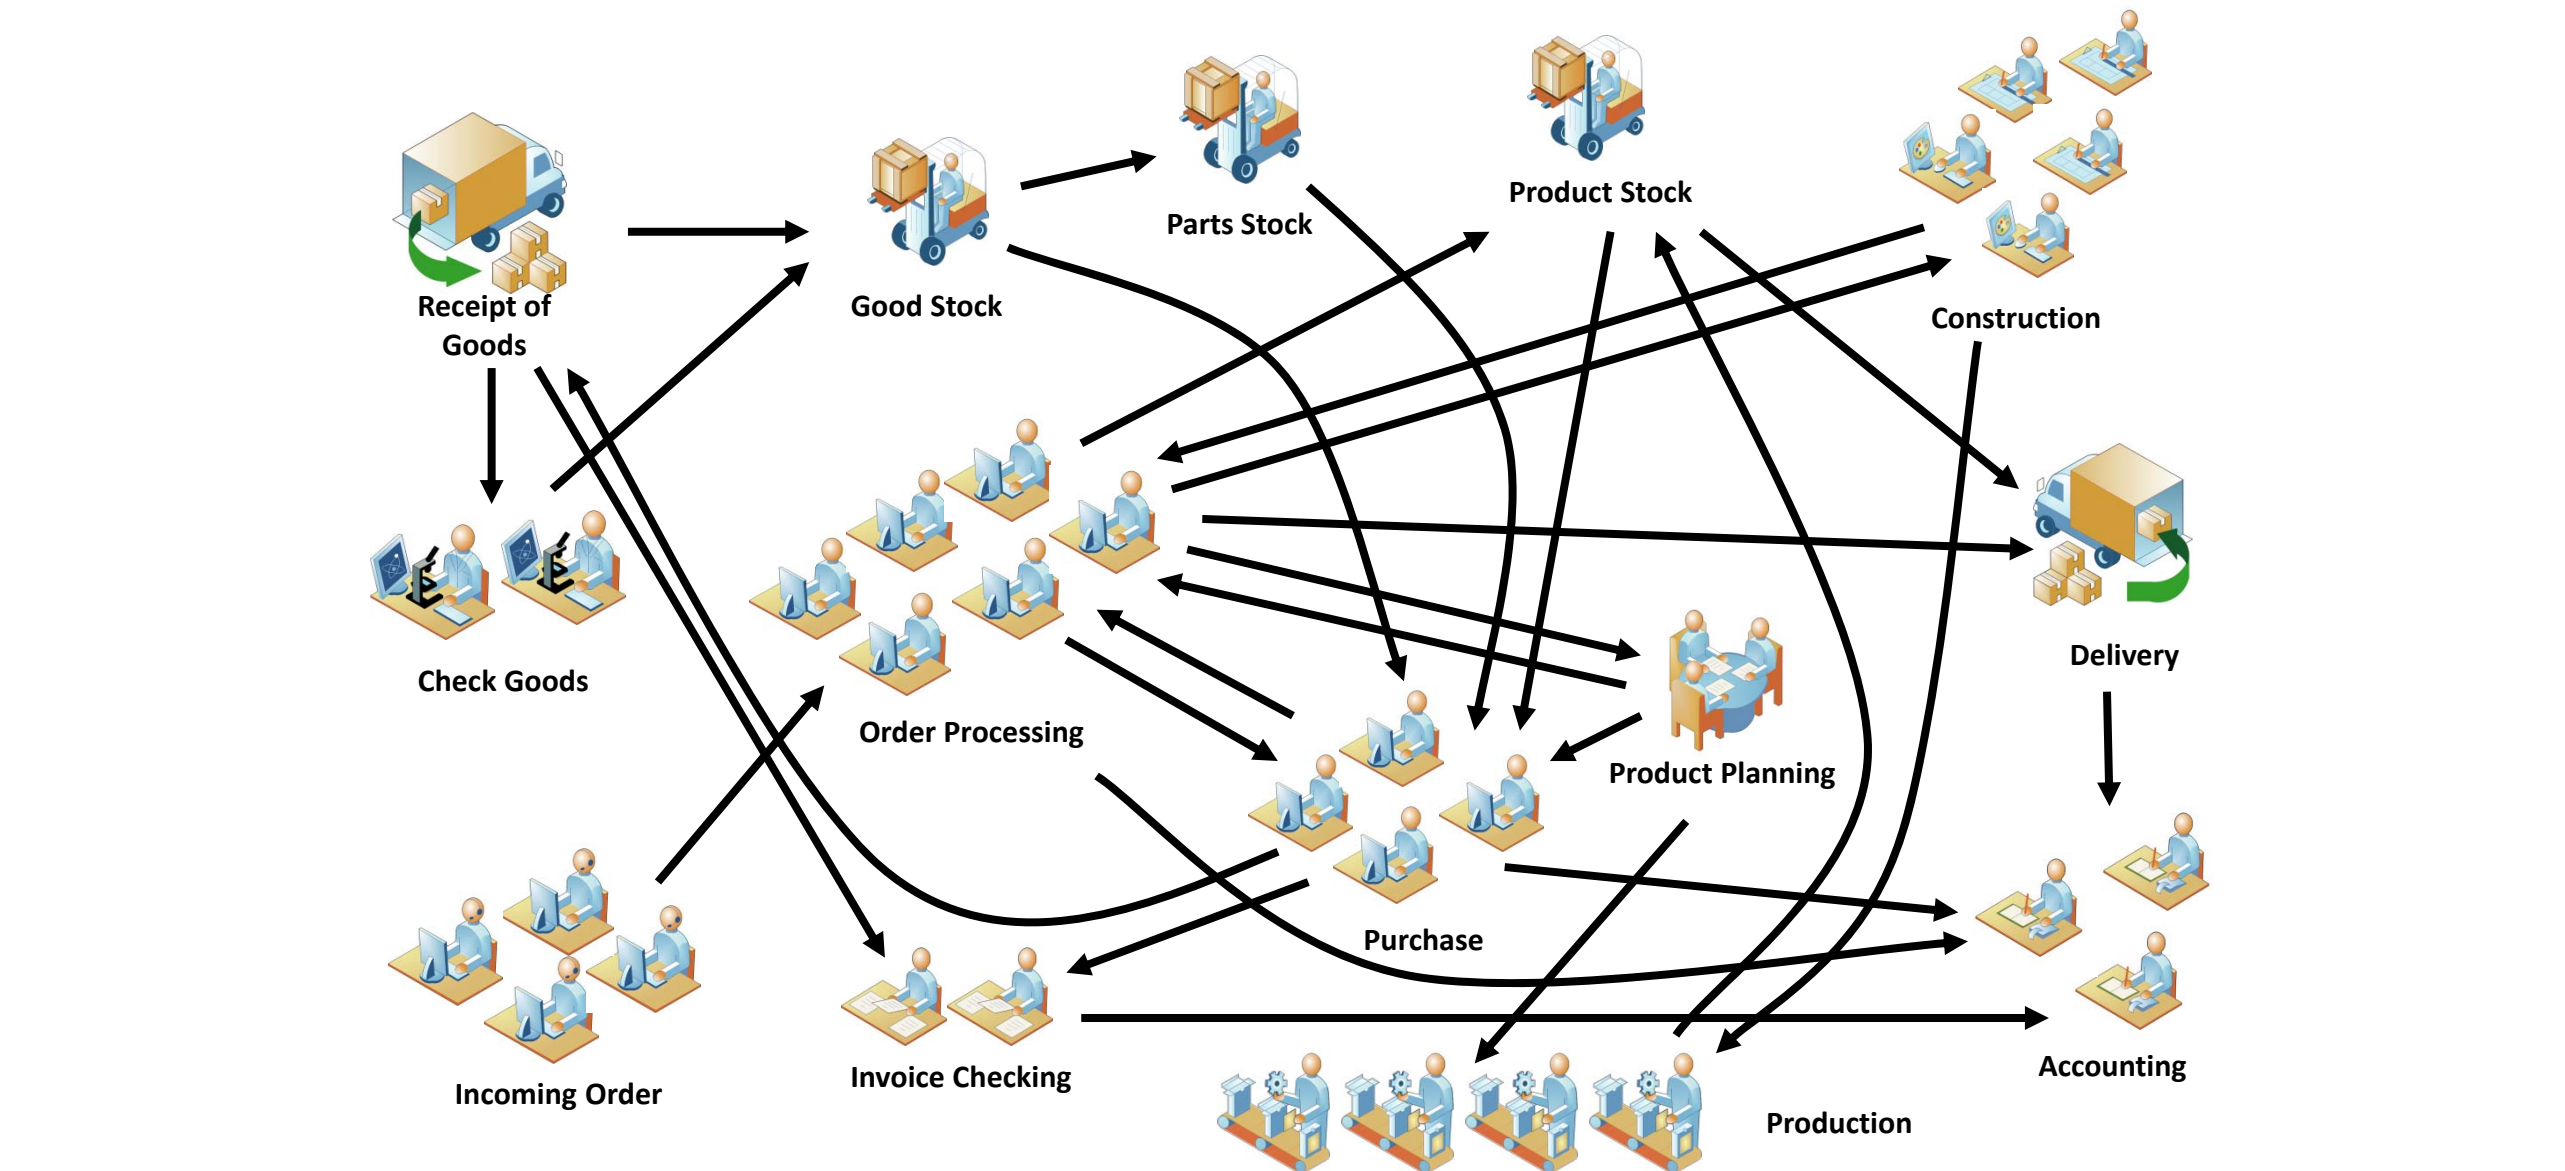 Product Stock
Parts Stock
Receipt of
Goods
Good Stock
Construction
Delivery
Check Goods
Order Processing
Product Planning
Purchase
Accounting
Invoice Checking
Incoming Order
Production